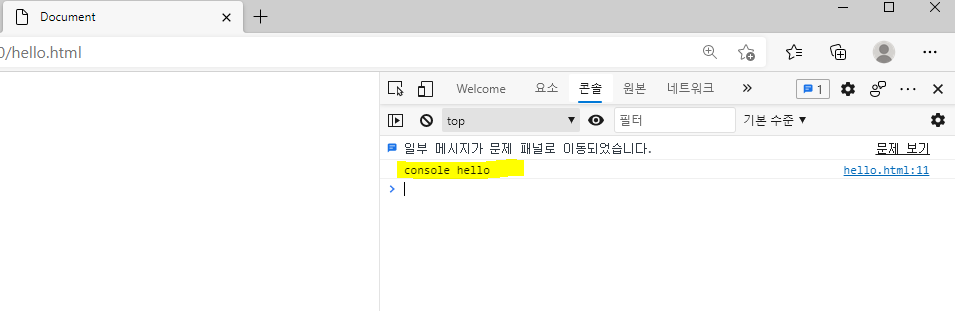 Document
0/hello.html
Welcome 요소 콘솔 원본 네트워크 1
top 필터 기본 수준
일부 메시지가 문제 패널로 이동되었습니다. 문제 보기
console hello hello.html:11